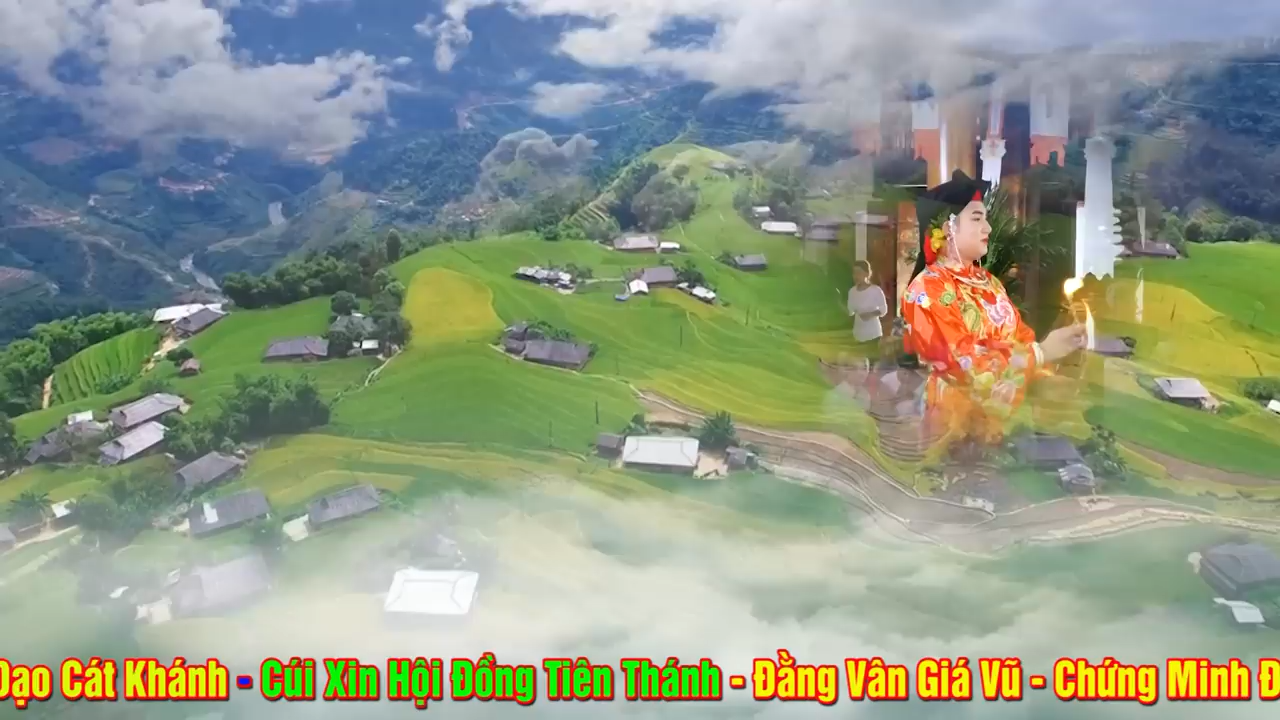 Đạo Cát Khánh - Cúi Xin Hội Đồng Tiên Thánh - Đằng Vân Giá Vũ - Chứng Minh Đ